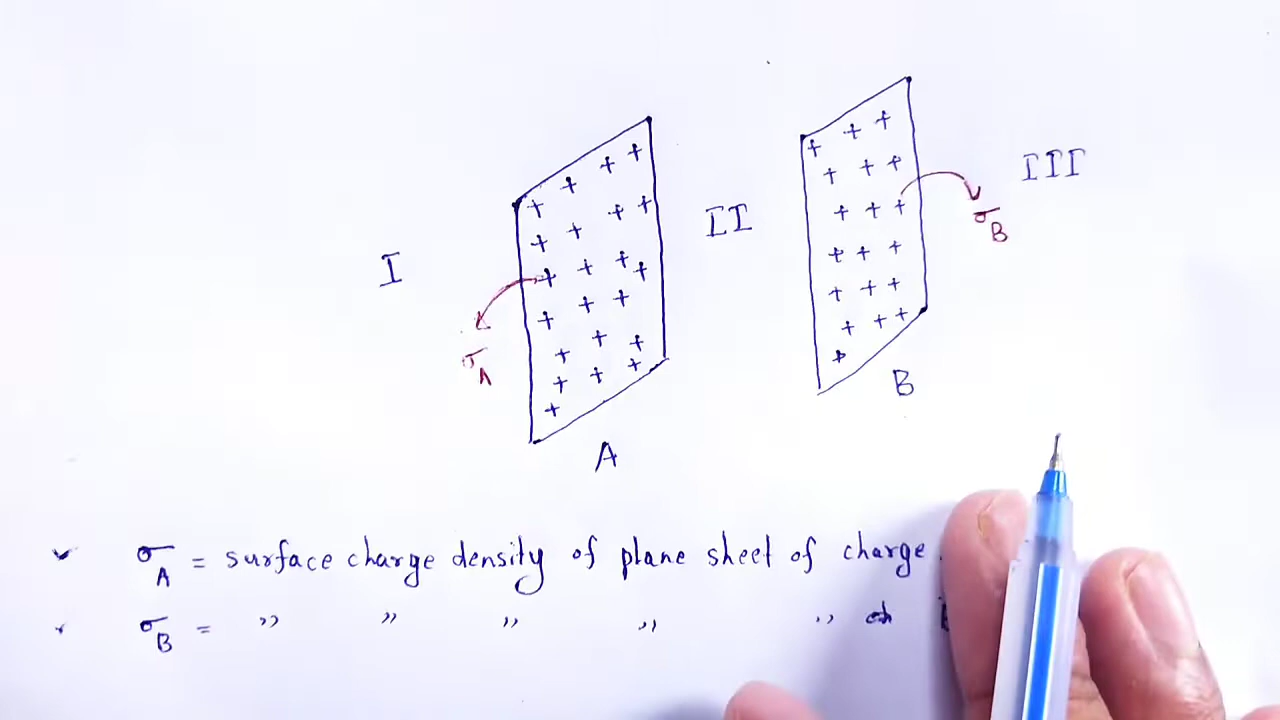 I
II
III
σA
σB
A
B
σA = surface charge density of plane sheet of charge
σB = ,, ,, ,, ,, ,,